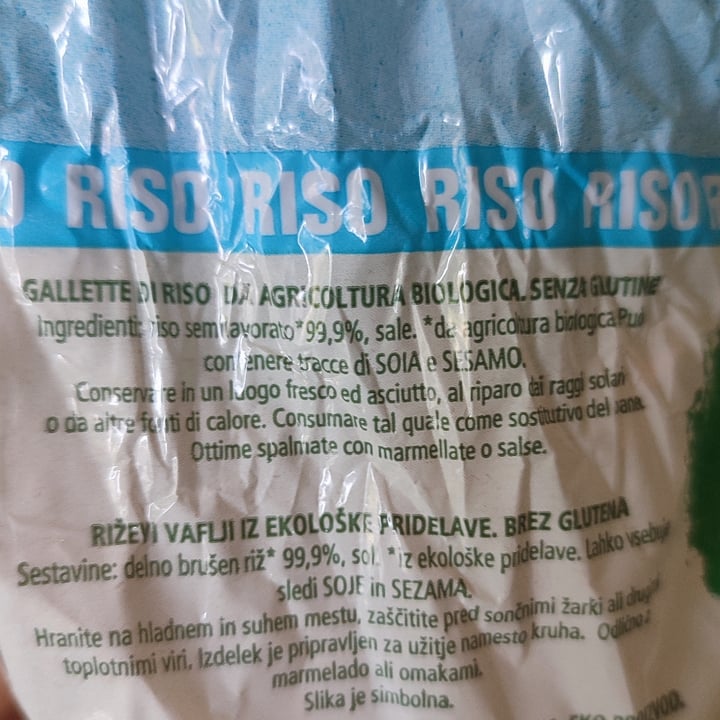 O RISO RISO RISO RISO
GALLETTE DI RISO DA AGRICOLTURA BIOLOGICA. SENZA GLUTINE
Ingredienti: riso semilavorato* 99,9%, sale. *da agricoltura biologica. Può
contenere tracce di SOIA e SESAMO.
Conservare in un luogo fresco ed asciutto, al riparo dai raggi solari
o da altre fonti di calore. Consumare tal quale come sostitutivo del pane.
Ottime spalmate con marmellate o salse.
RIŽEVI VAFLJI IZ EKOLOŠKE PRIDELAVE. BREZ GLUTENA
Sestavine: delno brušen riž* 99,9%, sol. *iz ekološke pridelave. Lahko vsebuje
sledi SOJE in SEZAMA.
Hranite na hladnem in suhem mestu, zaščitite pred sončnimi žarki ali drugimi
toplotnimi viri. Izdelek je pripravljen za užitje namesto kruha. Odlično z
marmelado ali omakami.
Slika je simbolna.
EKO PROIZVOD.